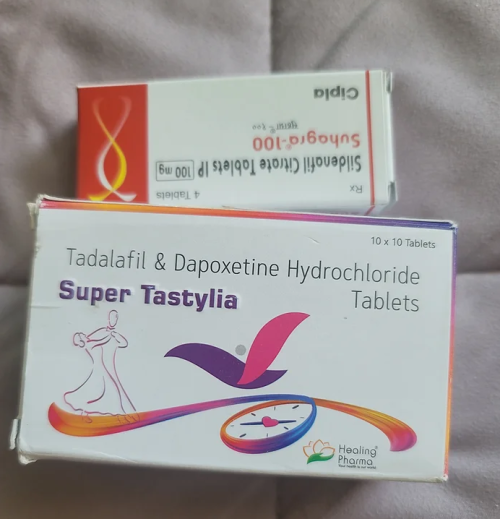 Rx
4 Tablets
Sildenafil Citrate Tablets IP 100 mg
Suhagra®-100
Cipla
10 x 10 Tablets
Tadalafil & Dapoxetine Hydrochloride
Tablets
Super Tastylia
Healing®
Pharma